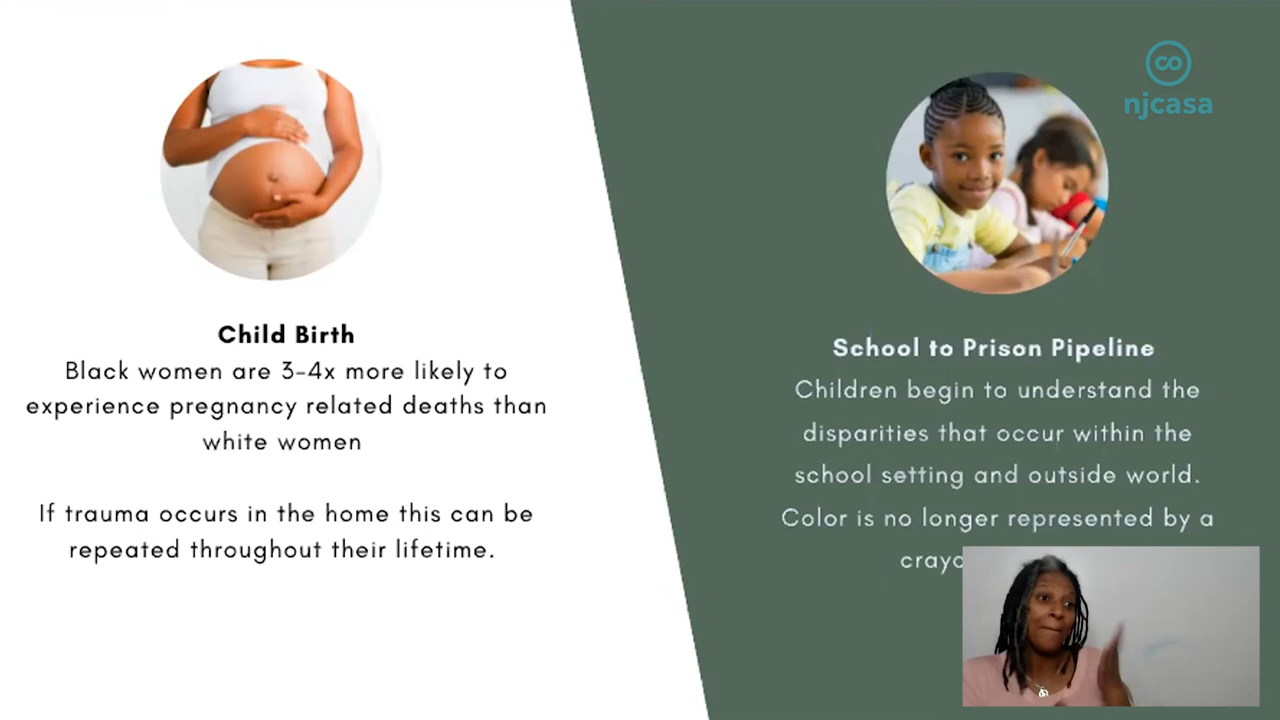 Child Birth
Black women are 3-4x more likely to
experience pregnancy related deaths than
white women
If trauma occurs in the home this can be
repeated throughout their lifetime.
co
njcasa
School to Prison Pipeline
Children begin to understand the
disparities that occur within the
school setting and outside world.
Color is no longer represented by a